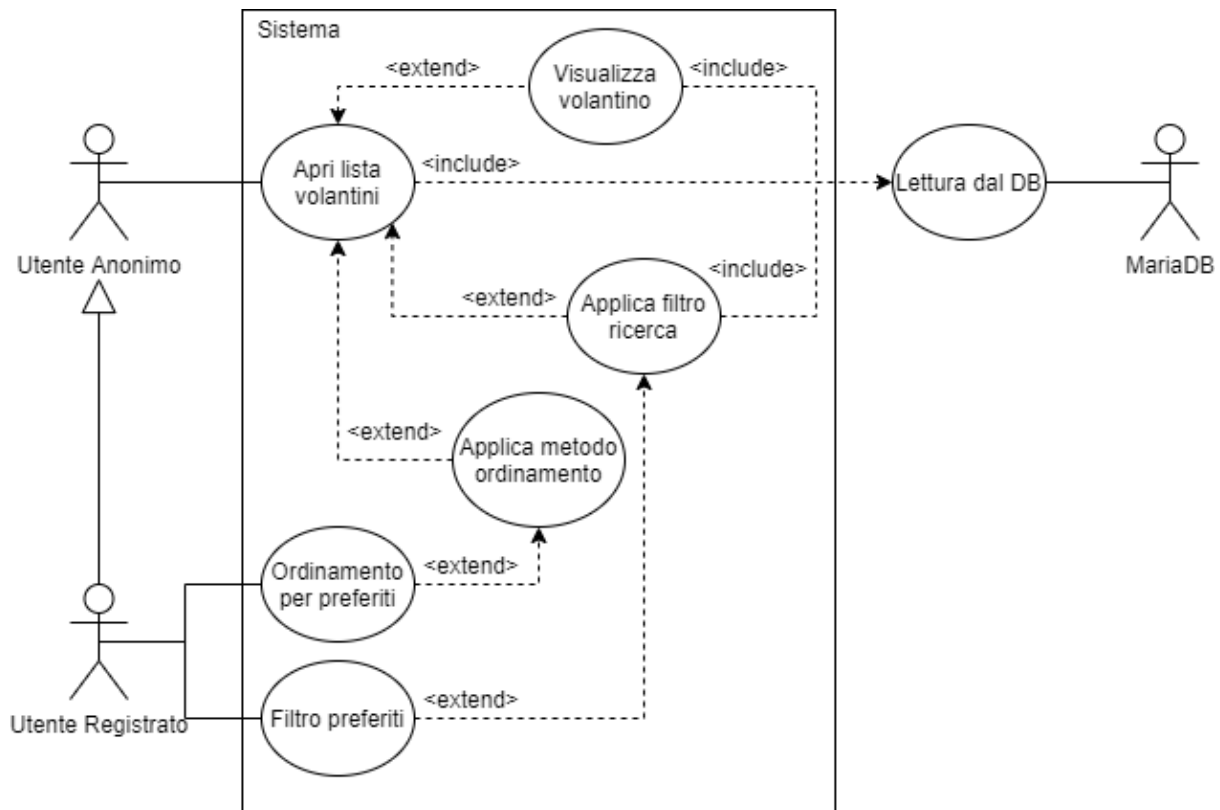 Sistema
<extend>
Visualizza
volantino
<include>
Apri lista
volantini
<include>
Lettura dal DB
Utente Anonimo
MariaDB
<include>
<extend>
Applica filtro
ricerca
<extend>
Applica metodo
ordinamento
Ordinamento
per preferiti
<extend>
Utente Registrato
Filtro preferiti
<extend>